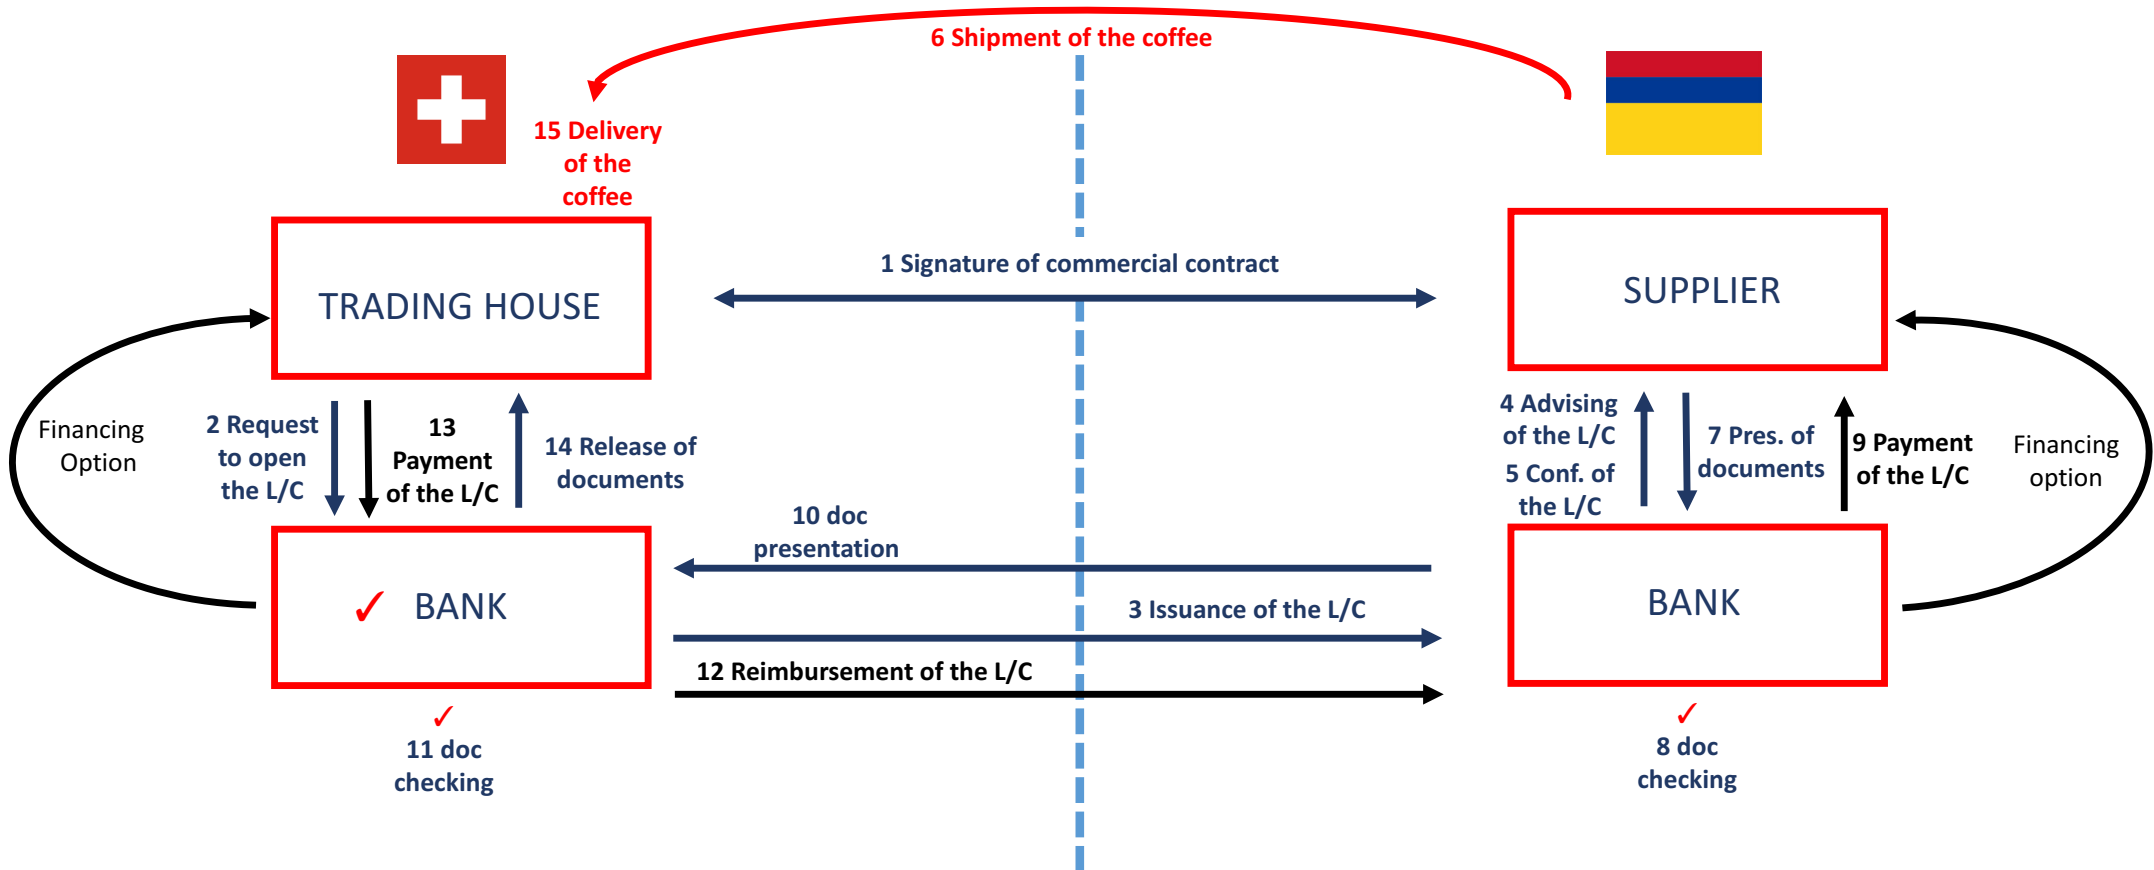 6 Shipment of the coffee
15 Delivery
of the
coffee
1 Signature of commercial contract
TRADING HOUSE
SUPPLIER
Financing
Option
2 Request
to open
the L/C
13
Payment
of the L/C
14 Release of
documents
4 Advising
of the L/C
5 Conf. of
the L/C
7 Pres. of
documents
9 Payment
of the L/C
Financing
option
10 doc
presentation
✓ BANK
3 Issuance of the L/C
BANK
12 Reimbursement of the L/C
✓
11 doc
checking
✓
8 doc
checking